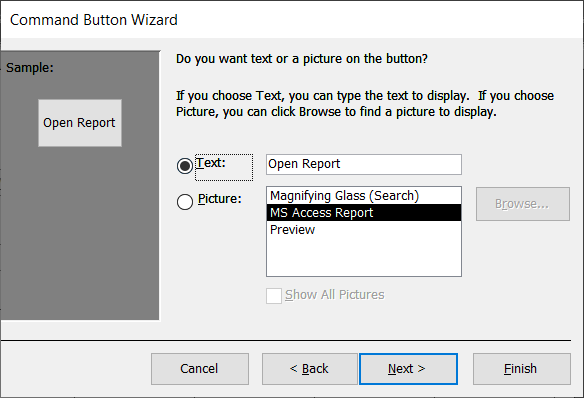 Command Button Wizard
Sample:
Open Report
Do you want text or a picture on the button?
If you choose Text, you can type the text to display.  If you choose
Picture, you can click Browse to find a picture to display.
Text:
Open Report
Picture:
Magnifying Glass (Search)
MS Access Report
Preview
Browse...
Show All Pictures
Cancel
< Back
Next >
Finish